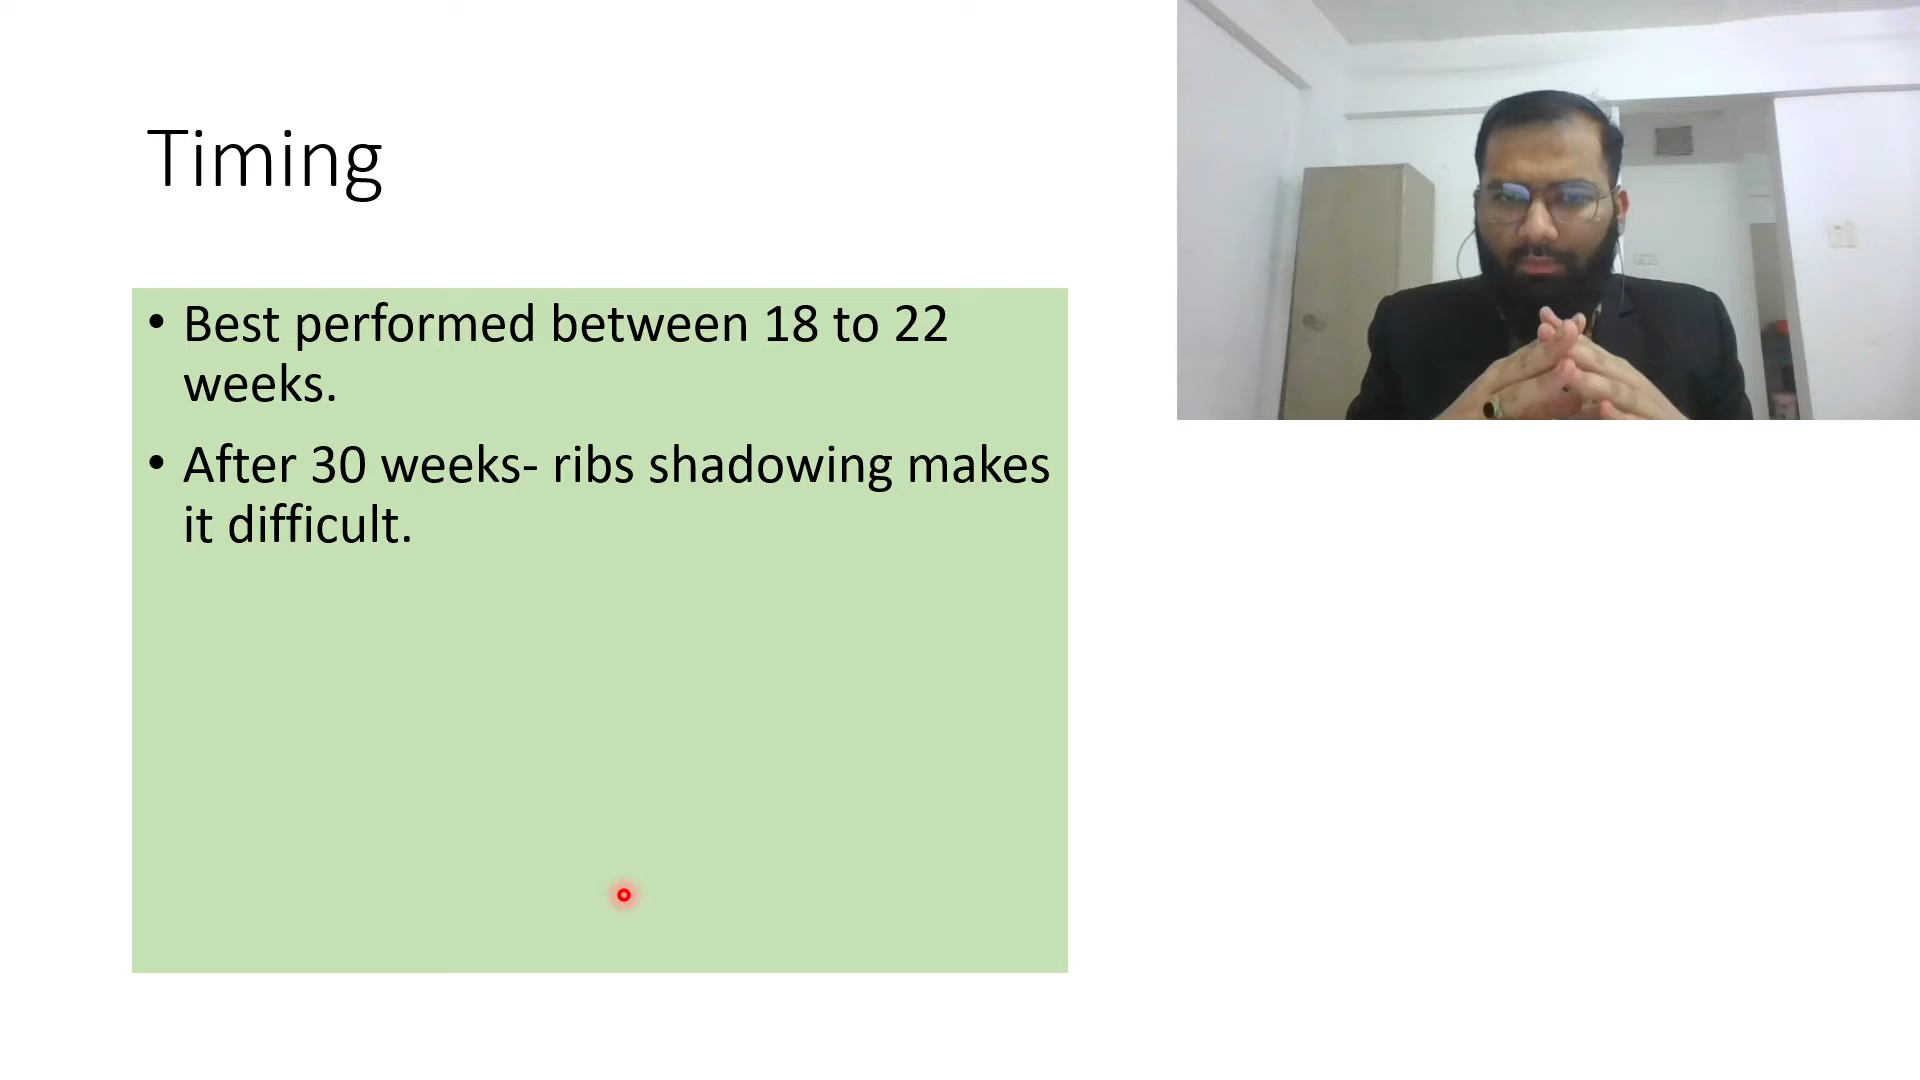 Timing
• Best performed between 18 to 22
weeks.
• After 30 weeks- ribs shadowing makes
it difficult.